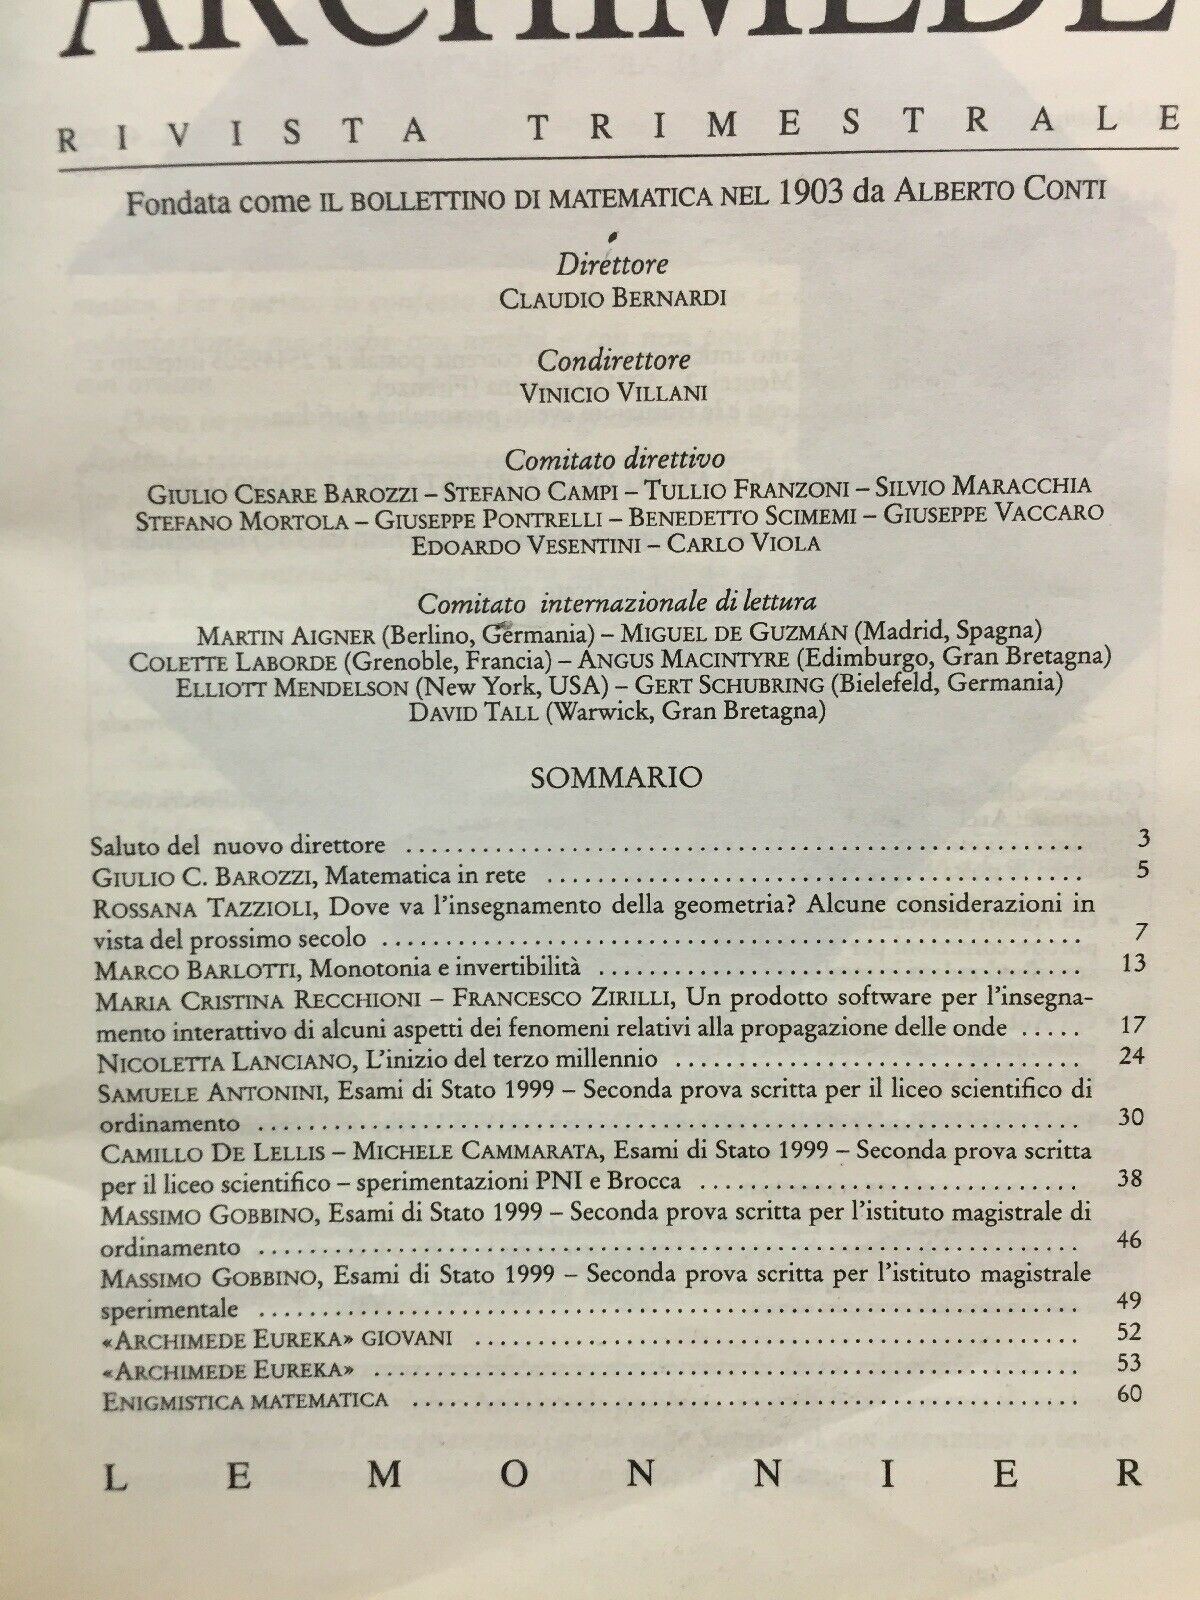 ARCHIMEDE
RIVISTA TRIMESTRALE
Fondata come IL BOLLETTINO DI MATEMATICA NEL 1903 da ALBERTO CONTI
Direttore
CLAUDIO BERNARDI
Condirettore
VINICIO VILLANI
Comitato direttivo
GIULIO CESARE BAROZZI – STEFANO CAMPI – TULLIO FRANZONI – SILVIO MARACCHIA
STEFANO MORTOLA – GIUSEPPE PONTRELLI – BENEDETTO SCIMEMI – GIUSEPPE VACCARO
EDOARDO VESENTINI – CARLO VIOLA
Comitato internazionale di lettura
MARTIN AIGNER (Berlino, Germania) – MIGUEL DE GUZMÁN (Madrid, Spagna)
COLETTE LABORDE (Grenoble, Francia) – ANGUS MACINTYRE (Edimburgo, Gran Bretagna)
ELLIOTT MENDELSON (New York, USA) – GERT SCHUBRING (Bielefeld, Germania)
DAVID TALL (Warwick, Gran Bretagna)
SOMMARIO
Saluto del nuovo direttore ........ 3
GIULIO C. BAROZZI, Matematica in rete ........ 5
ROSSANA TAZZIOLI, Dove va l'insegnamento della geometria? Alcune considerazioni in
vista del prossimo secolo ........ 7
MARCO BARLOTTI, Monotonia e invertibilità ........ 13
MARIA CRISTINA RECCHIONI – FRANCESCO ZIRILLI, Un prodotto software per l'insegna-
mento interattivo di alcuni aspetti dei fenomeni relativi alla propagazione delle onde ..... 17
NICOLETTA LANCIANO, L'inizio del terzo millennio ........ 24
SAMUELE ANTONINI, Esami di Stato 1999 – Seconda prova scritta per il liceo scientifico di
ordinamento ........ 30
CAMILLO DE LELLIS – MICHELE CAMMARATA, Esami di Stato 1999 – Seconda prova scritta
per il liceo scientifico – sperimentazioni PNI e Brocca ........ 38
MASSIMO GOBBINO, Esami di Stato 1999 – Seconda prova scritta per l'istituto magistrale di
ordinamento ........ 46
MASSIMO GOBBINO, Esami di Stato 1999 – Seconda prova scritta per l'istituto magistrale
sperimentale ........ 49
«ARCHIMEDE EUREKA» GIOVANI ........ 52
«ARCHIMEDE EUREKA» ........ 53
ENIGMISTICA MATEMATICA ........ 60
LE MONNIER